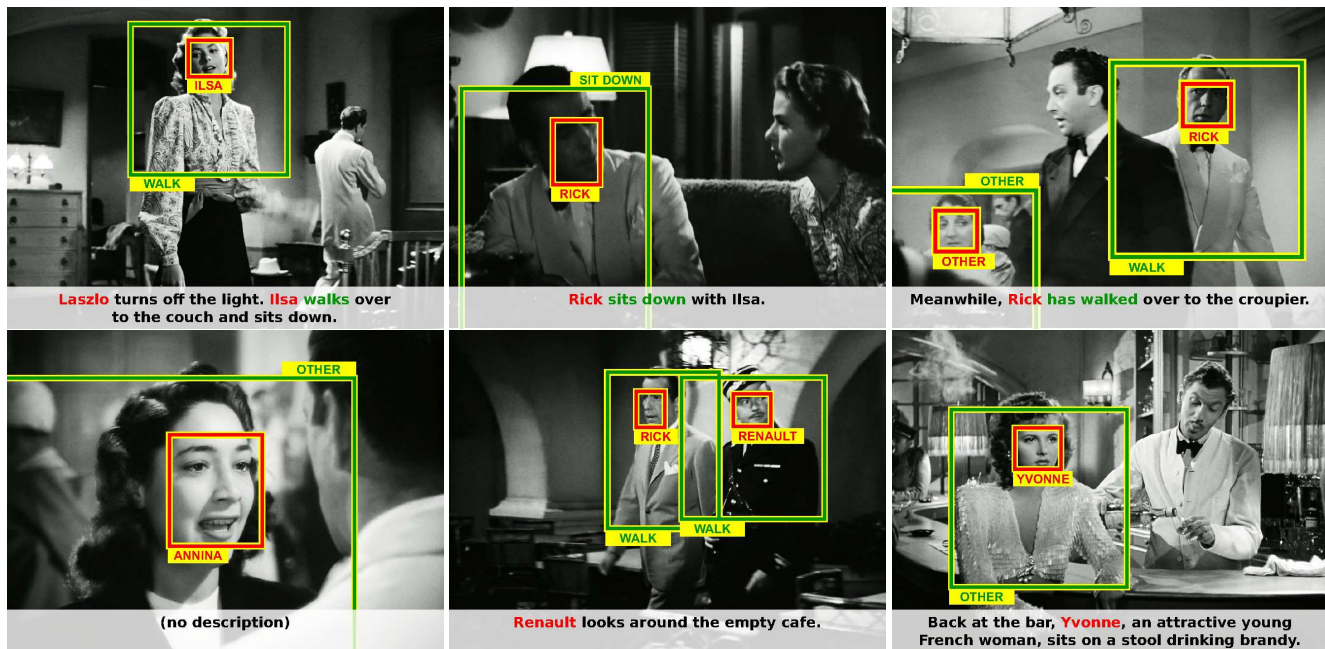 ILSA
WALK
Laszlo turns off the light. Ilsa walks over
to the couch and sits down.
SIT DOWN
RICK
Rick sits down with Ilsa.
RICK
OTHER
OTHER
WALK
Meanwhile, Rick has walked over to the croupier.
OTHER
ANNINA
(no description)
RICK
RENAULT
WALK
WALK
Renault looks around the empty cafe.
YVONNE
OTHER
Back at the bar, Yvonne, an attractive young
French woman, sits on a stool drinking brandy.